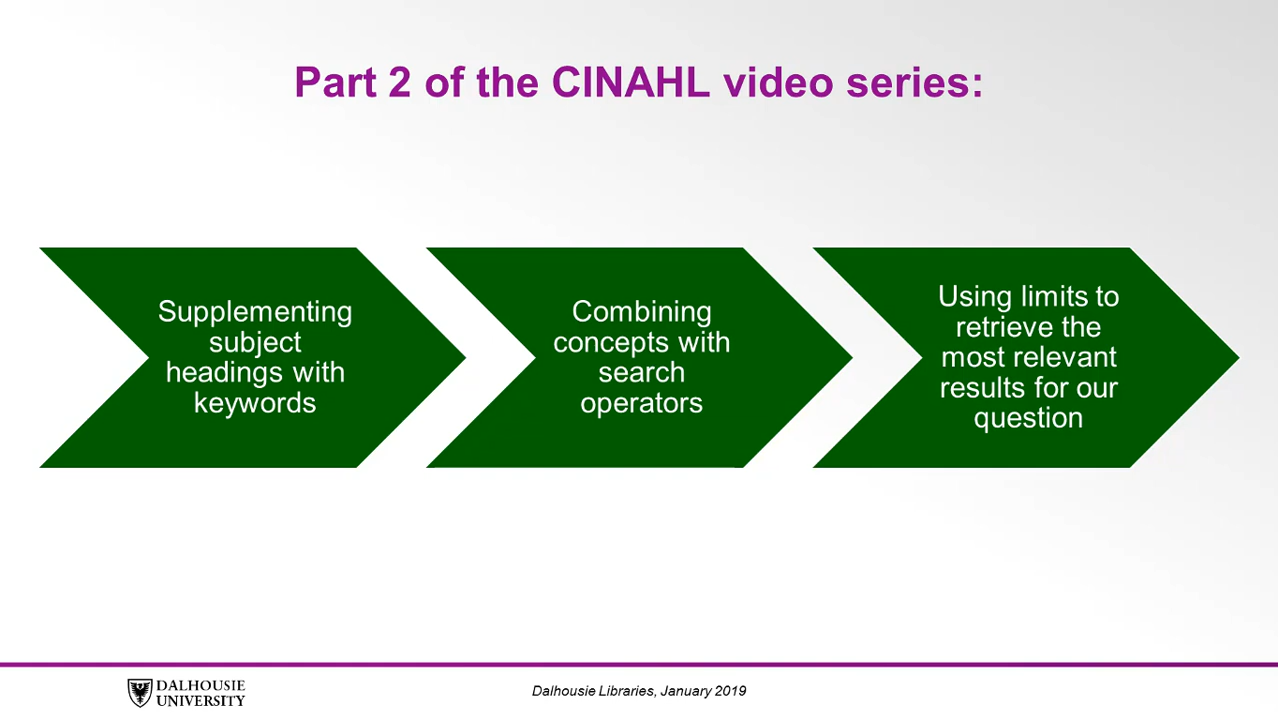 Part 2 of the CINAHL video series:
Supplementing
subject
headings with
keywords
Combining
concepts with
search
operators
Using limits to
retrieve the
most relevant
results for our
question
DALHOUSIE
UNIVERSITY
Dalhousie Libraries, January 2019